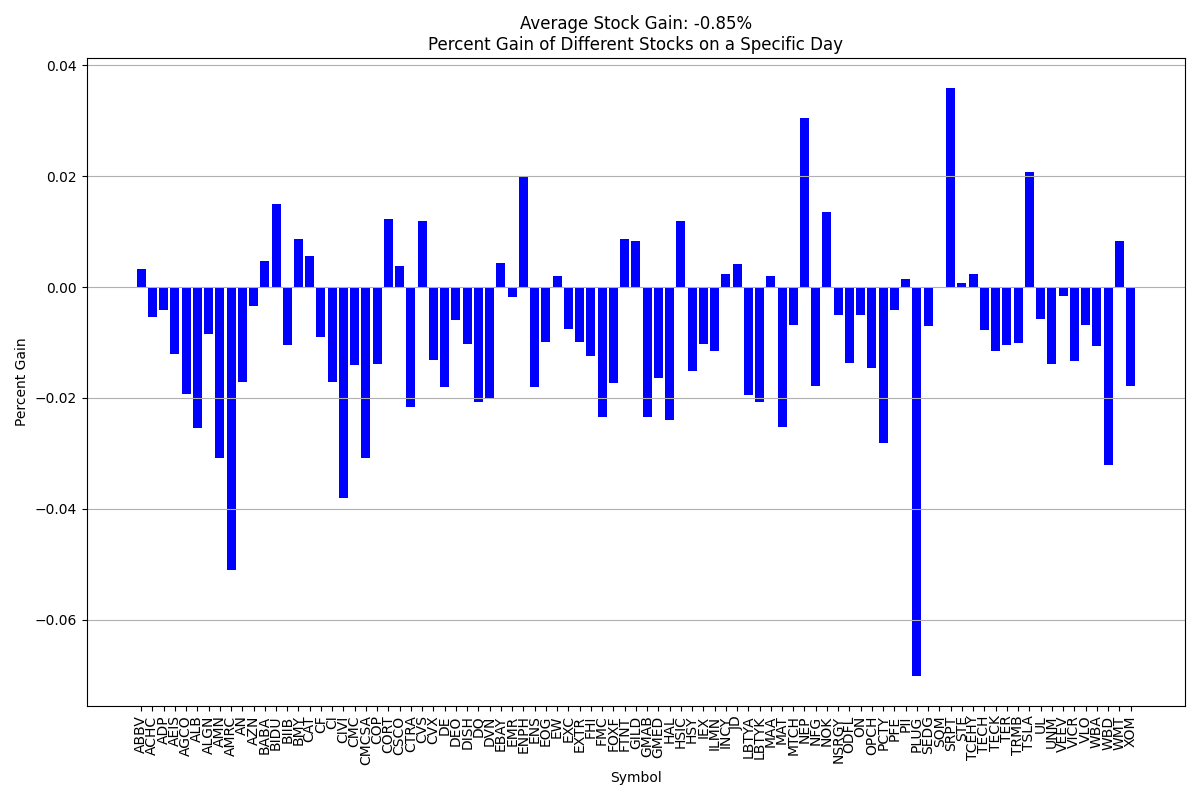 Average Stock Gain: -0.85%
Percent Gain of Different Stocks on a Specific Day
0.04
0.02
0.00
−0.02
−0.04
−0.06
Percent Gain
ABBV
ACHC
ADP
AEIS
AGCO
ALB
ALGN
AMN
AMRC
AN
AZN
BABA
BIDU
BIIB
BMY
CAT
CF
CI
CIVI
CMC
CMCSA
COP
CORT
CSCO
CTRA
CVS
CVX
DE
DEO
DISH
DQ
DVN
EBAY
EMR
ENPH
ENS
EOG
EW
EXC
EXTR
FHI
FMC
FOXF
FTNT
GILD
GMAB
GMED
HAL
HSIC
HSY
IEX
ILMN
INCY
JD
LBTYA
LBTYK
MAA
MAT
MTCH
NEP
NFG
NOK
NSRGY
ODFL
ON
OPCH
PCTY
PFE
PII
PLUG
SEDG
SQM
SRPT
STE
TCEHY
TECH
TECK
TER
TRMB
TSLA
UL
UNM
VEEV
VICR
VLO
WBA
WBD
WMT
XOM
Symbol